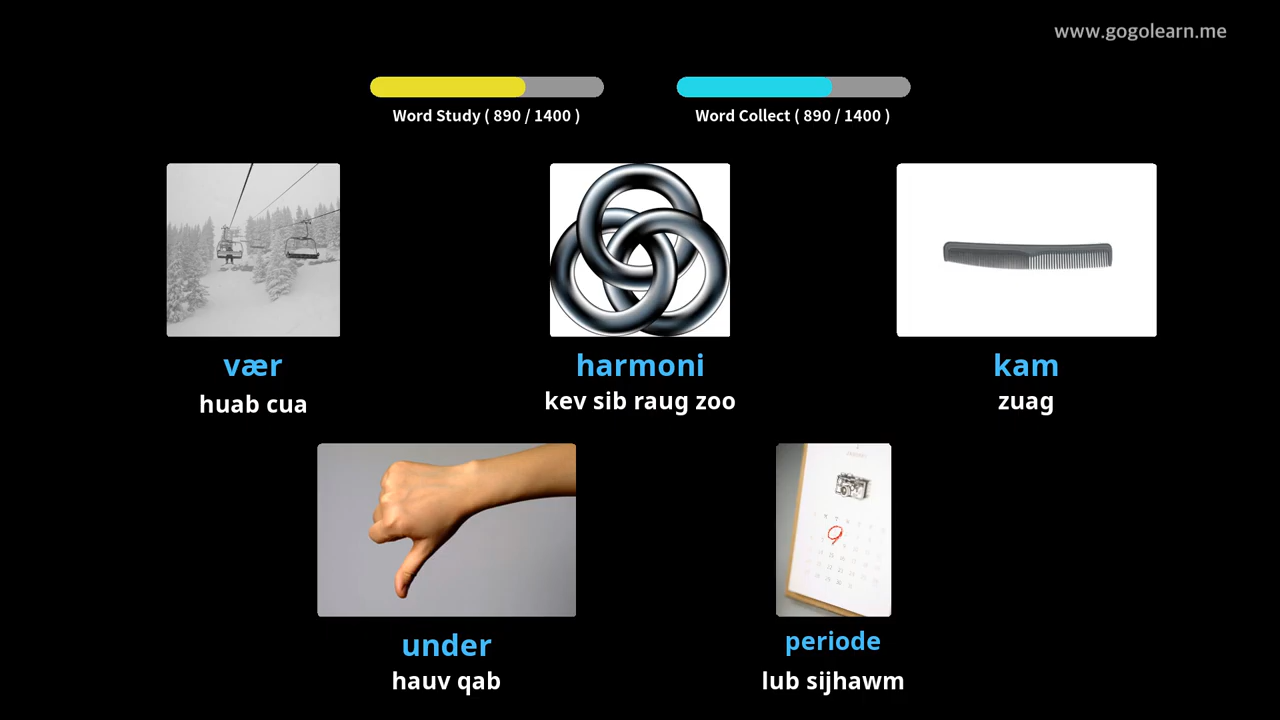 www.gogolearn.me
Word Study ( 890 / 1400 )
Word Collect ( 890 / 1400 )
vær
huab cua
harmoni
kev sib raug zoo
kam
zuag
under
hauv qab
periode
lub sijhawm